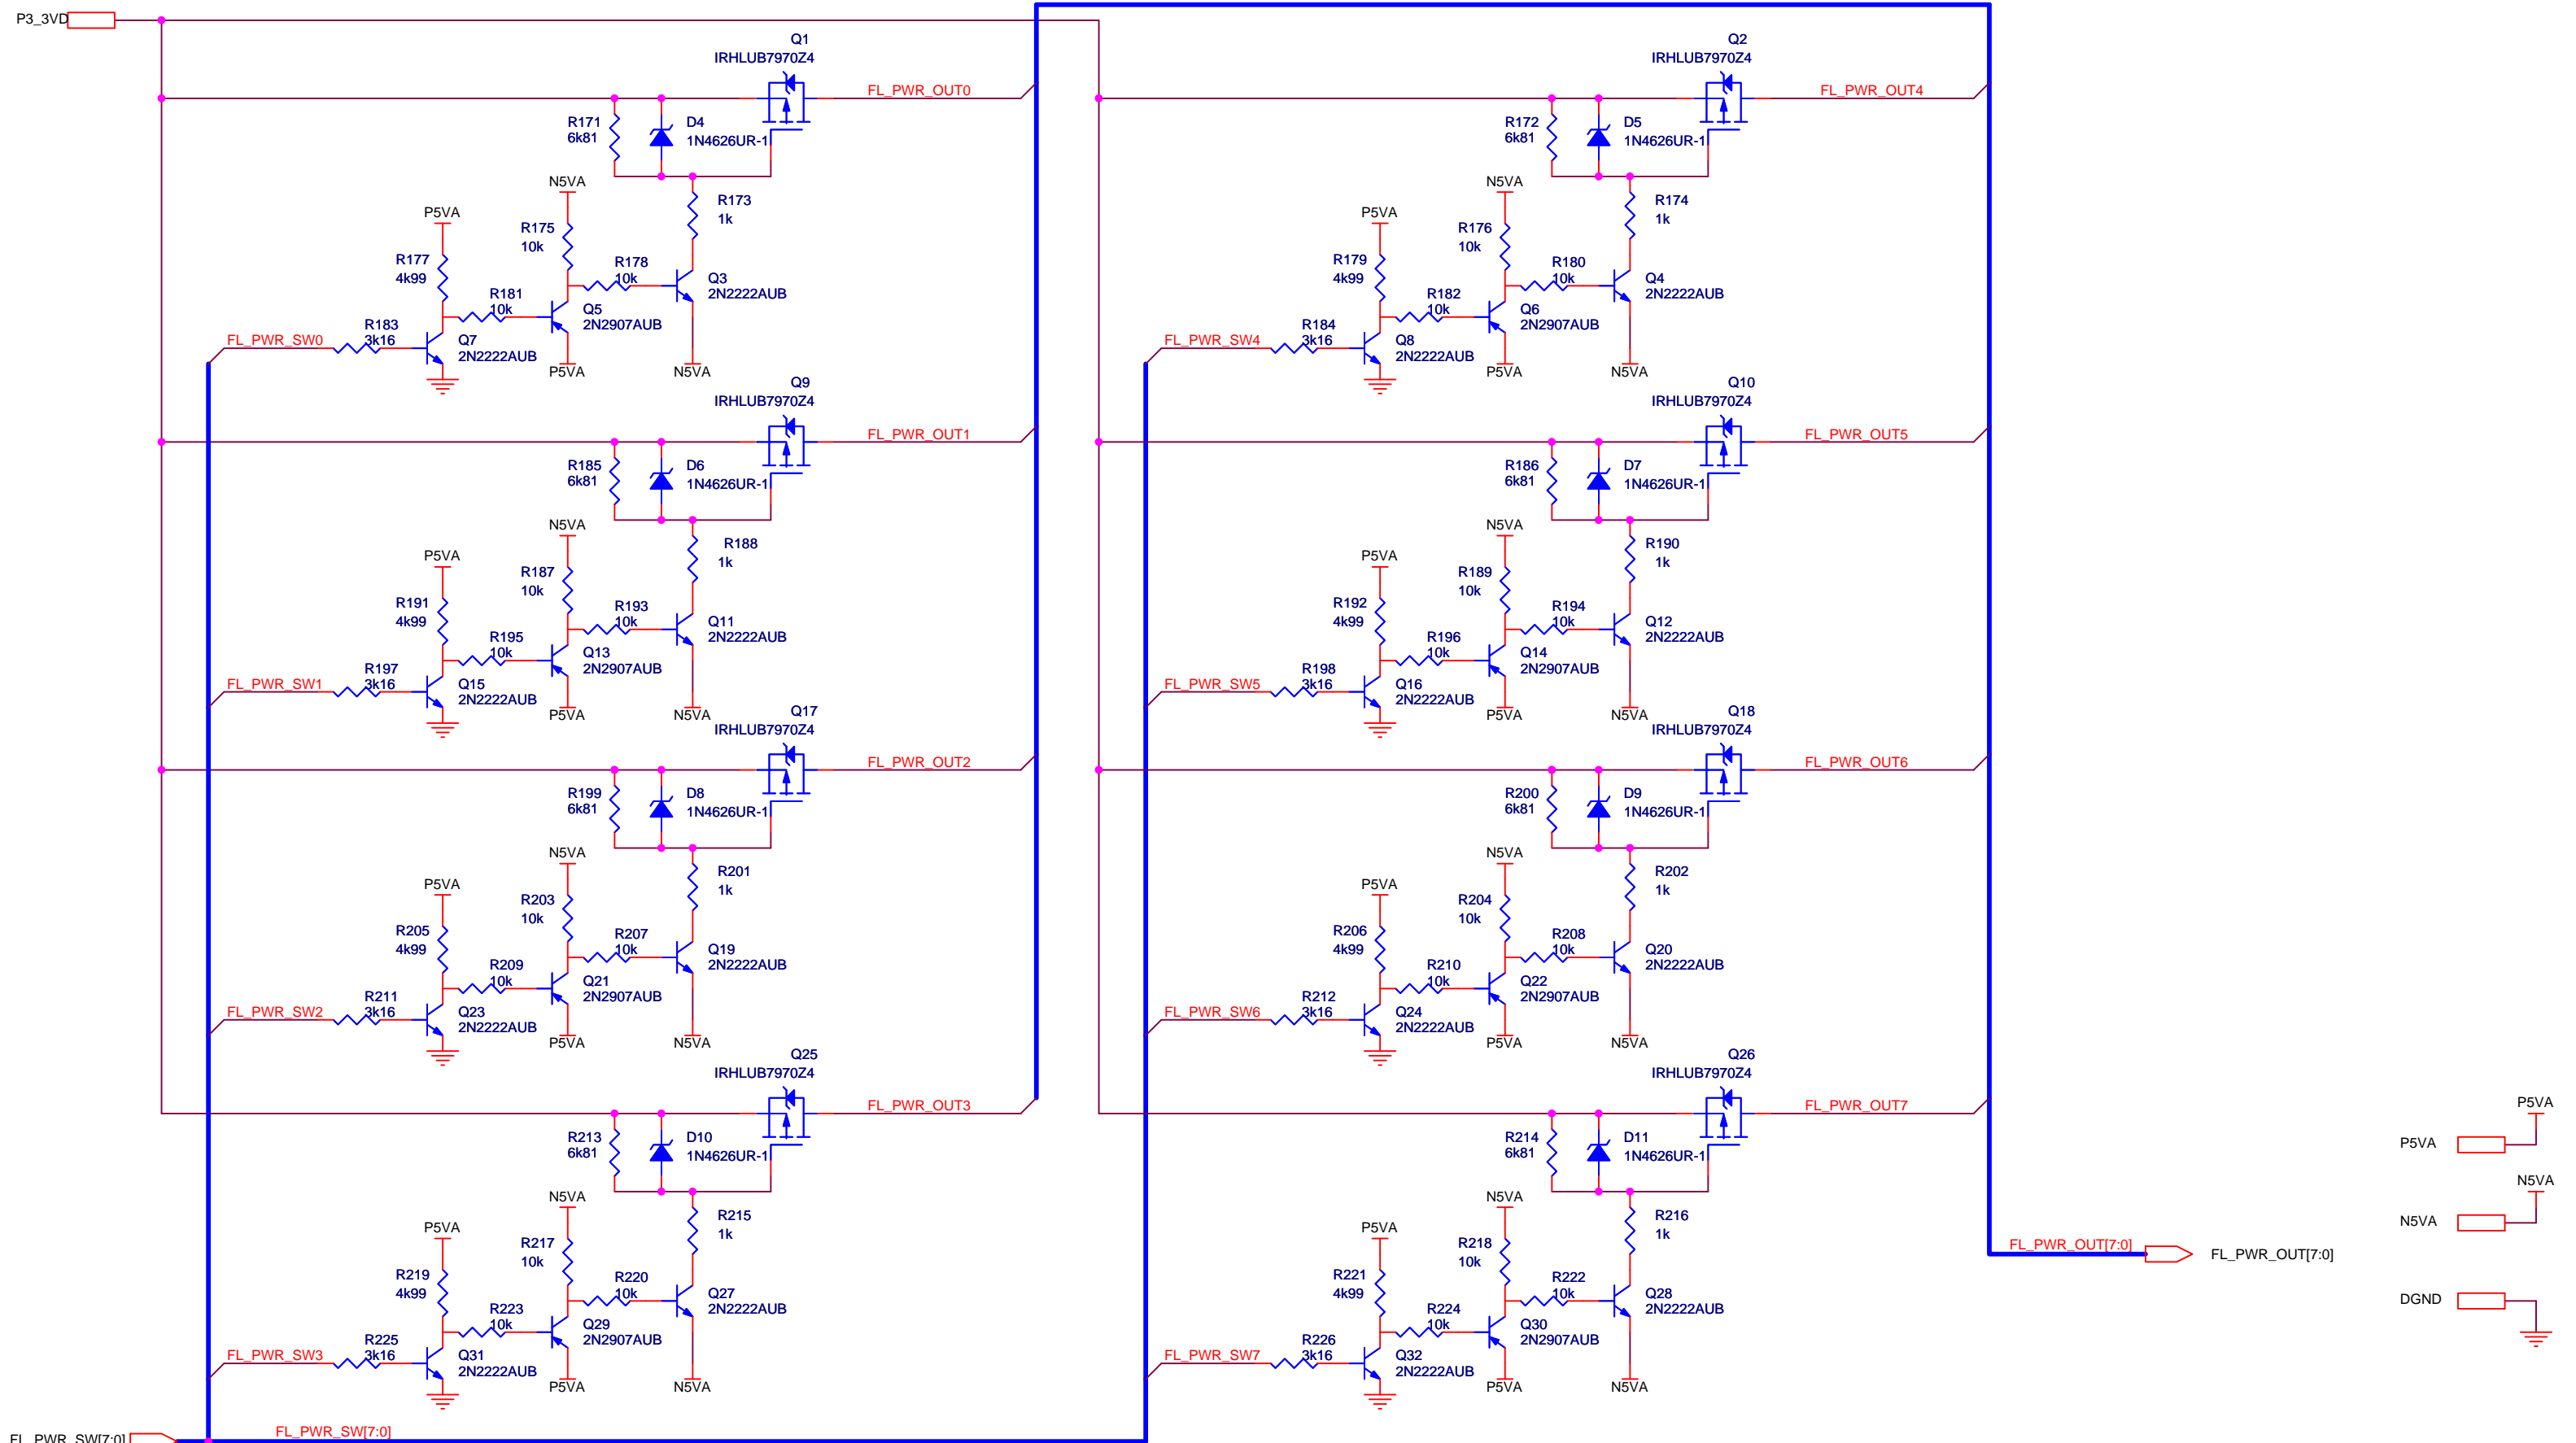 P3_3VD
Q1
IRHLUB7970Z4
FL_PWR_OUT0
R171
6k81
D4
1N4626UR-1
N5VA
R173
1k
P5VA
R175
10k
R177
4k99
R178
10k
Q3
2N2222AUB
R181
10k
Q5
2N2907AUB
FL_PWR_SW0
R183
3k16
Q7
2N2222AUB
P5VA
N5VA
Q9
IRHLUB7970Z4
FL_PWR_OUT1
R185
6k81
D6
1N4626UR-1
N5VA
R188
1k
P5VA
R187
10k
R191
4k99
R193
10k
Q11
2N2222AUB
R195
10k
Q13
2N2907AUB
FL_PWR_SW1
R197
3k16
Q15
2N2222AUB
P5VA
N5VA
Q17
IRHLUB7970Z4
FL_PWR_OUT2
R199
6k81
D8
1N4626UR-1
N5VA
R201
1k
P5VA
R203
10k
R205
4k99
R207
10k
Q19
2N2222AUB
R209
10k
Q21
2N2907AUB
FL_PWR_SW2
R211
3k16
Q23
2N2222AUB
P5VA
N5VA
Q25
IRHLUB7970Z4
FL_PWR_OUT3
R213
6k81
D10
1N4626UR-1
N5VA
R215
1k
P5VA
R217
10k
R219
4k99
R220
10k
Q27
2N2222AUB
R223
10k
Q29
2N2907AUB
FL_PWR_SW3
R225
3k16
Q31
2N2222AUB
P5VA
N5VA
FL_PWR_SW[7:0]
FL_PWR_SW[7:0]
Q2
IRHLUB7970Z4
FL_PWR_OUT4
R172
6k81
D5
1N4626UR-1
N5VA
R174
1k
P5VA
R176
10k
R179
4k99
R180
10k
Q4
2N2222AUB
R182
10k
Q6
2N2907AUB
FL_PWR_SW4
R184
3k16
Q8
2N2222AUB
P5VA
N5VA
Q10
IRHLUB7970Z4
FL_PWR_OUT5
R186
6k81
D7
1N4626UR-1
N5VA
R190
1k
P5VA
R189
10k
R192
4k99
R194
10k
Q12
2N2222AUB
R196
10k
Q14
2N2907AUB
FL_PWR_SW5
R198
3k16
Q16
2N2222AUB
P5VA
N5VA
Q18
IRHLUB7970Z4
FL_PWR_OUT6
R200
6k81
D9
1N4626UR-1
N5VA
R202
1k
P5VA
R204
10k
R206
4k99
R208
10k
Q20
2N2222AUB
R210
10k
Q22
2N2907AUB
FL_PWR_SW6
R212
3k16
Q24
2N2222AUB
P5VA
N5VA
Q26
IRHLUB7970Z4
FL_PWR_OUT7
R214
6k81
D11
1N4626UR-1
N5VA
R216
1k
P5VA
R218
10k
R221
4k99
R222
10k
Q28
2N2222AUB
R224
10k
Q30
2N2907AUB
FL_PWR_SW7
R226
3k16
Q32
2N2222AUB
P5VA
N5VA
P5VA
P5VA
N5VA
N5VA
FL_PWR_OUT[7:0]
FL_PWR_OUT[7:0]
DGND